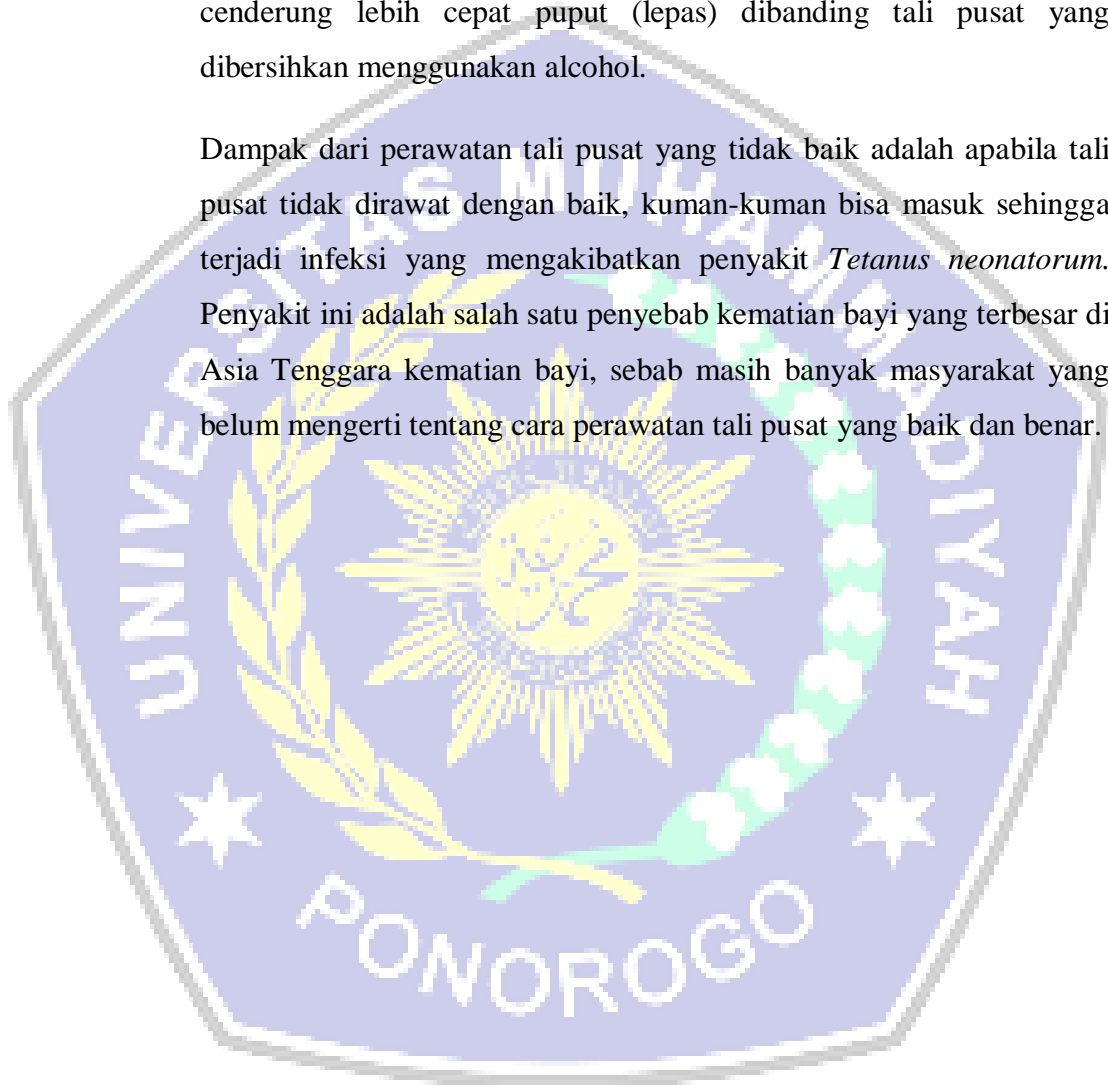 cenderung lebih cepat puput (lepas) dibanding tali pusat yang
dibersihkan menggunakan alcohol.
Dampak dari perawatan tali pusat yang tidak baik adalah apabila tali
pusat tidak dirawat dengan baik, kuman-kuman bisa masuk sehingga
terjadi infeksi yang mengakibatkan penyakit Tetanus neonatorum.
Penyakit ini adalah salah satu penyebab kematian bayi yang terbesar di
Asia Tenggara kematian bayi, sebab masih banyak masyarakat yang
belum mengerti tentang cara perawatan tali pusat yang baik dan benar.
UNIVERSITAS MUHAMMADIYAH
PONOROGO